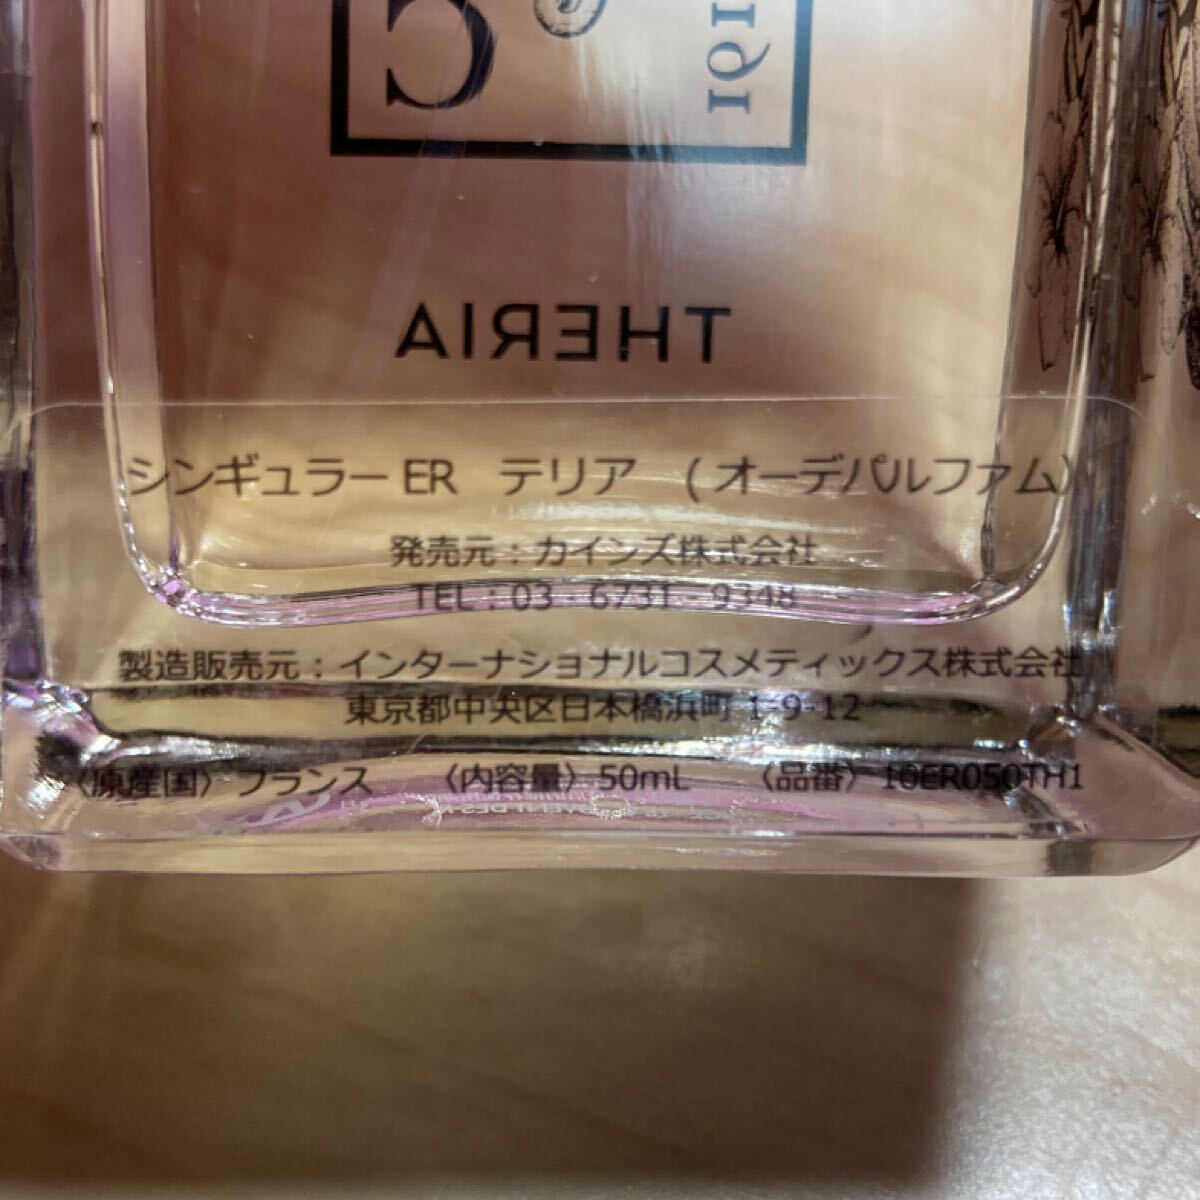 THERIA
シンギュラー ER　テリア　( オーデパルファム)
発売元：カインズ株式会社
TEL：03 - 6731 - 9348
製造販売元：インターナショナルコスメティックス株式会社
東京都中央区日本橋浜町 1-9-12
〈原産国〉フランス　〈内容量〉50mL　〈品番〉10ER050TH1